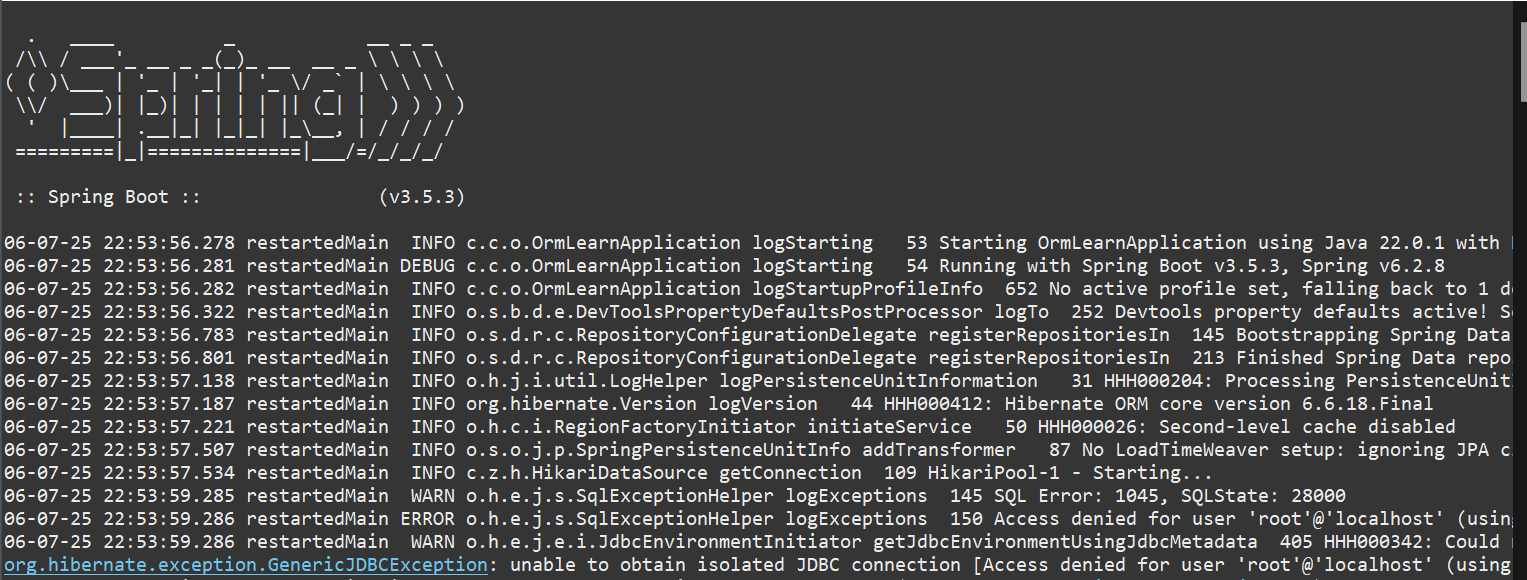 .   ____          _            __ _ _
 /\\ / ___'_ __ _ _(_)_ __  __ _ \ \ \ \
( ( )\___ | '_ | '_| | '_ \/ _` | \ \ \ \
 \\/  ___)| |_)| | | | | || (_| |  ) ) ) )
  '  |____| .__|_| |_|_| |_\__, | / / / /
 =========|_|==============|___/=/_/_/_/

 :: Spring Boot ::                (v3.5.3)

06-07-25 22:53:56.278 restartedMain  INFO c.c.o.OrmLearnApplication logStarting   53 Starting OrmLearnApplication using Java 22.0.1 with
06-07-25 22:53:56.281 restartedMain DEBUG c.c.o.OrmLearnApplication logStarting   54 Running with Spring Boot v3.5.3, Spring v6.2.8
06-07-25 22:53:56.282 restartedMain  INFO c.c.o.OrmLearnApplication logStartupProfileInfo  652 No active profile set, falling back to 1 d
06-07-25 22:53:56.322 restartedMain  INFO o.s.b.d.e.DevToolsPropertyDefaultsPostProcessor logTo  252 Devtools property defaults active! S
06-07-25 22:53:56.783 restartedMain  INFO o.s.d.r.c.RepositoryConfigurationDelegate registerRepositoriesIn  145 Bootstrapping Spring Data
06-07-25 22:53:56.801 restartedMain  INFO o.s.d.r.c.RepositoryConfigurationDelegate registerRepositoriesIn  213 Finished Spring Data repo
06-07-25 22:53:57.138 restartedMain  INFO o.h.j.i.util.LogHelper logPersistenceUnitInformation   31 HHH000204: Processing PersistenceUnit
06-07-25 22:53:57.187 restartedMain  INFO org.hibernate.Version logVersion   44 HHH000412: Hibernate ORM core version 6.6.18.Final
06-07-25 22:53:57.221 restartedMain  INFO o.h.c.i.RegionFactoryInitiator initiateService   50 HHH000026: Second-level cache disabled
06-07-25 22:53:57.507 restartedMain  INFO o.s.o.j.p.SpringPersistenceUnitInfo addTransformer   87 No LoadTimeWeaver setup: ignoring JPA c
06-07-25 22:53:57.534 restartedMain  INFO c.z.h.HikariDataSource getConnection  109 HikariPool-1 - Starting...
06-07-25 22:53:59.285 restartedMain  WARN o.h.e.j.s.SqlExceptionHelper logExceptions  145 SQL Error: 1045, SQLState: 28000
06-07-25 22:53:59.286 restartedMain ERROR o.h.e.j.s.SqlExceptionHelper logExceptions  150 Access denied for user 'root'@'localhost' (usin
06-07-25 22:53:59.286 restartedMain  WARN o.h.e.j.e.i.JdbcEnvironmentInitiator getJdbcEnvironmentUsingJdbcMetadata  405 HHH000342: Could
org.hibernate.exception.GenericJDBCException: unable to obtain isolated JDBC connection [Access denied for user 'root'@'localhost' (using